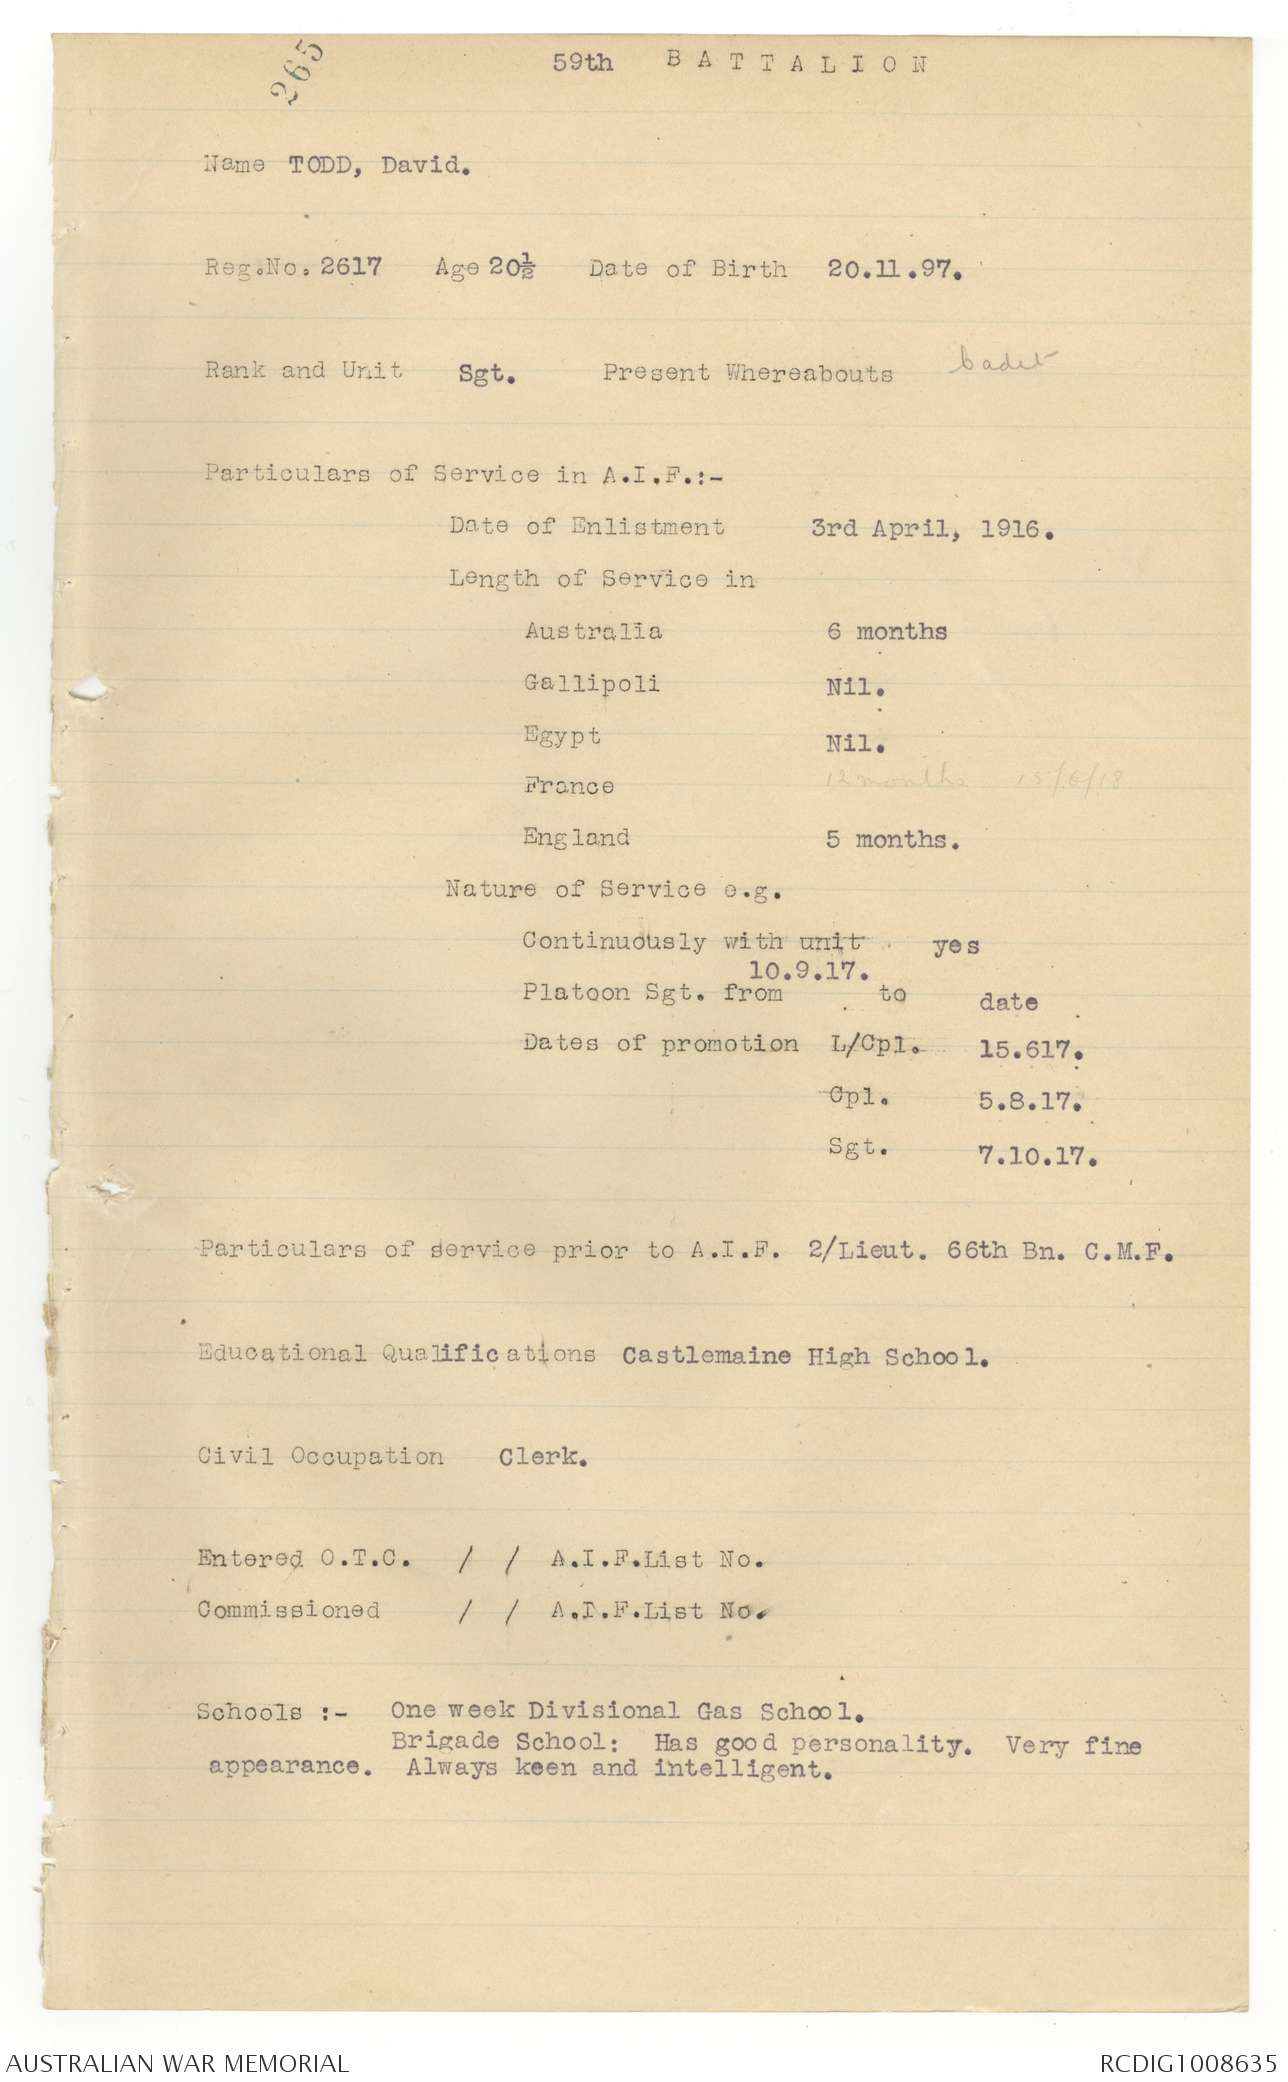 265
59th BATTALION
Name TODD, David.
Reg.No. 2617 Age 20½ Date of Birth 20.11.97.
Rank and Unit Sgt. Present Whereabouts Cadet
Particulars of Service in A.I.F.:-
Date of Enlistment 3rd April, 1916.
Length of Service in
Australia 6 months
Gallipoli Nil.
Egypt Nil.
France 12 months 15/6/18
England 5 months.
Nature of Service e.g.
Continuously with unit yes
10.9.17.
Platoon Sgt. from to date
Dates of promotion L/Cpl. 15.617.
Cpl. 5.8.17.
Sgt. 7.10.17.
Particulars of service prior to A.I.F. 2/Lieut. 66th Bn. C.M.F.
Educational Qualifications Castlemaine High School.
Civil Occupation Clerk.
Entered O.T.C. / / A.I.F.List No.
Commissioned / / A.I.F.List No.
Schools :- One week Divisional Gas School.
Brigade School: Has good personality. Very fine
appearance. Always keen and intelligent.
AUSTRALIAN WAR MEMORIAL RCDIG1008635